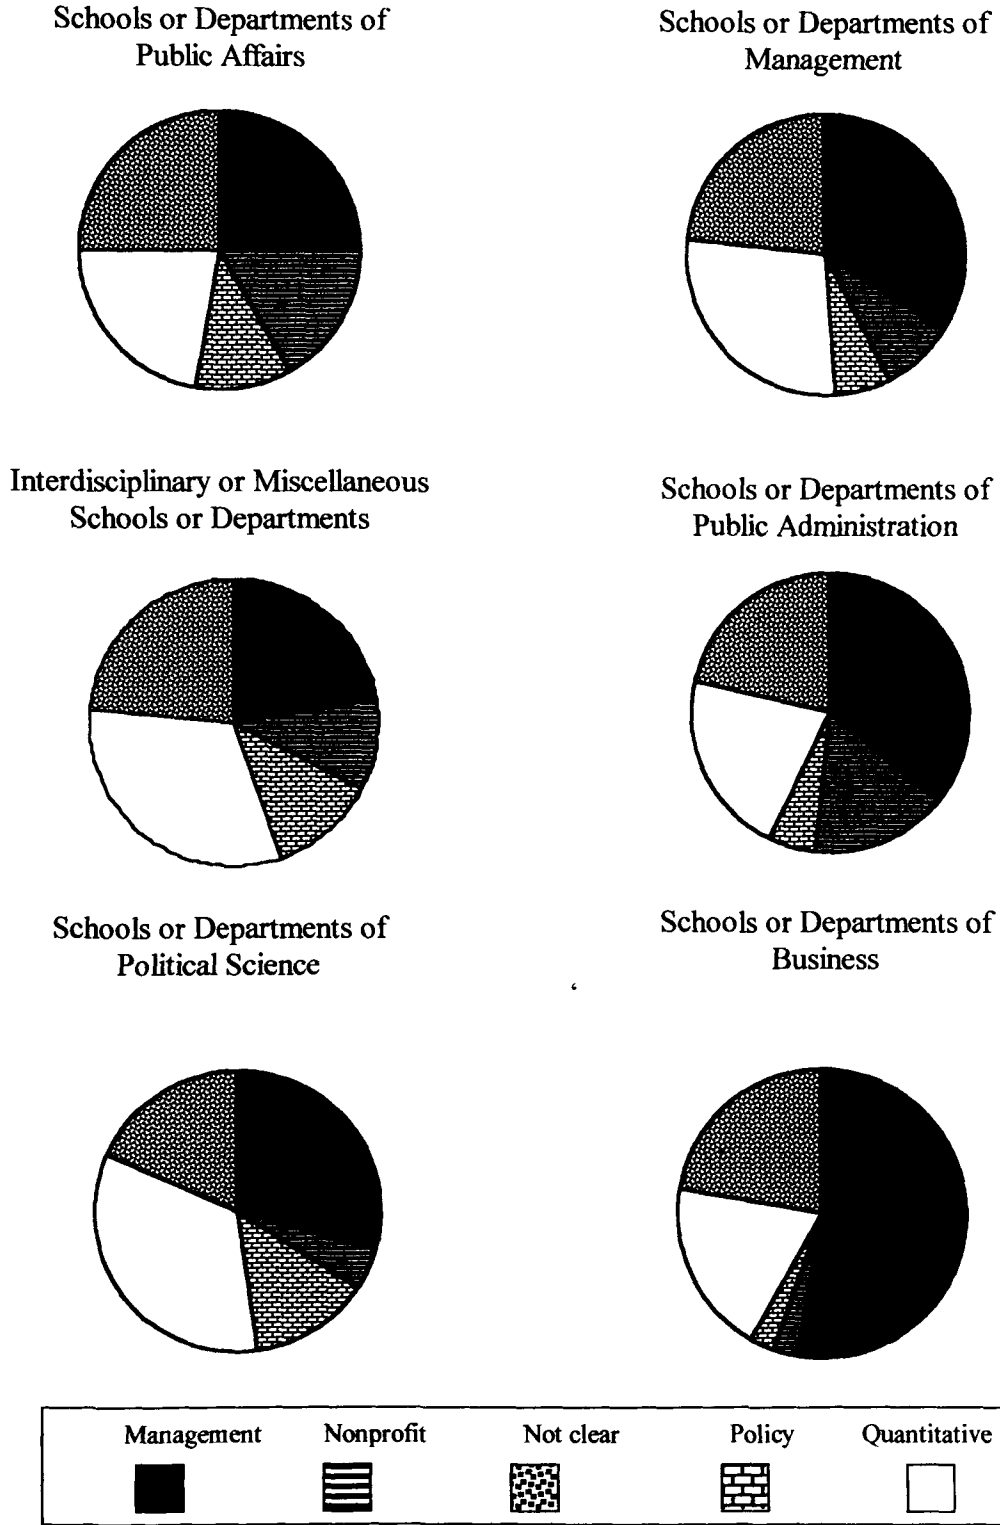 Schools or Departments of
Public Affairs
Schools or Departments of
Management
Interdisciplinary or Miscellaneous
Schools or Departments
Schools or Departments of
Public Administration
Schools or Departments of
Political Science
Schools or Departments of
Business
Management Nonprofit Not clear Policy Quantitative